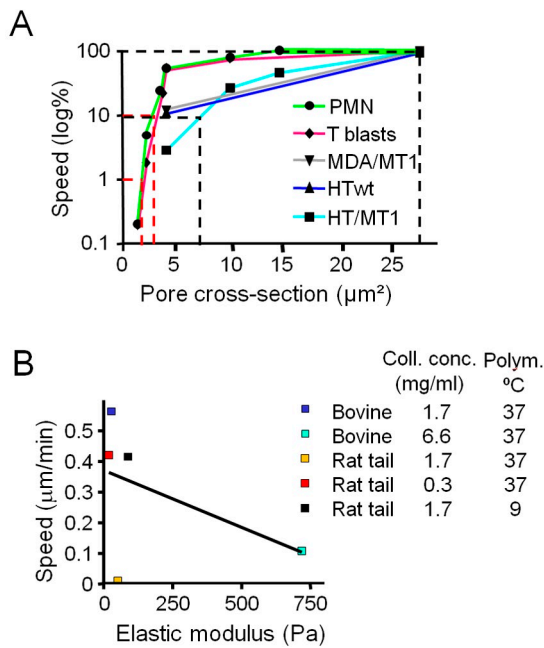 A
Speed (log%)
100
10
1
0.1
0 5 10 15 20 25
Pore cross-section (µm²)
PMN
T blasts
MDA/MT1
HTwt
HT/MT1
B
Speed (µm/min)
0.5
0.4
0.3
0.2
0.1
0
0 250 500 750
Elastic modulus (Pa)
Coll. conc. Polym.
(mg/ml) ºC
Bovine 1.7 37
Bovine 6.6 37
Rat tail 1.7 37
Rat tail 0.3 37
Rat tail 1.7 9